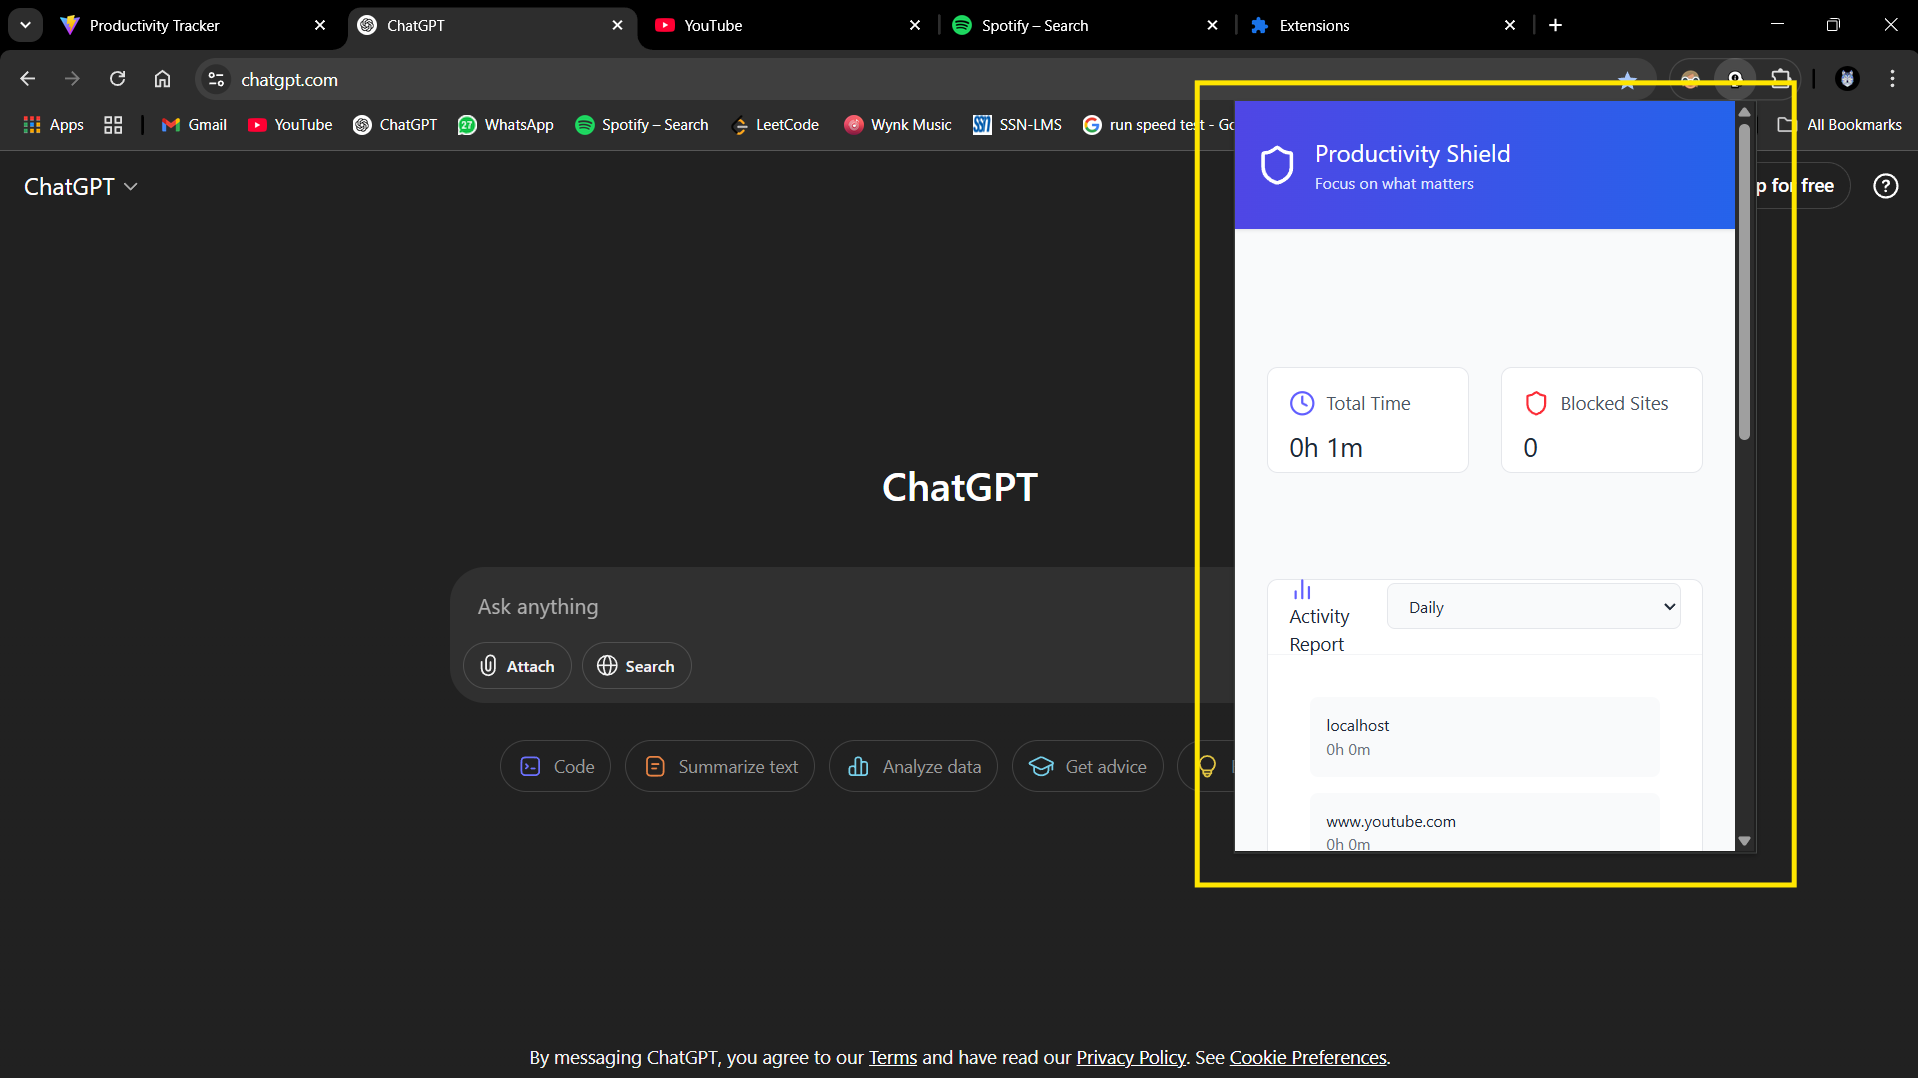 Productivity Tracker
ChatGPT
YouTube
Spotify – Search
Extensions
chatgpt.com
Apps
Gmail
YouTube
ChatGPT
27
WhatsApp
Spotify – Search
LeetCode
Wynk Music
SSN-LMS
run speed test - Go
All Bookmarks
ChatGPT
p for free
Productivity Shield
Focus on what matters
Total Time
0h 1m
Blocked Sites
0
ChatGPT
Ask anything
Attach
Search
Code
Summarize text
Analyze data
Get advice
Activity
Report
Daily
localhost
0h 0m
www.youtube.com
0h 0m
By messaging ChatGPT, you agree to our Terms and have read our Privacy Policy. See Cookie Preferences.